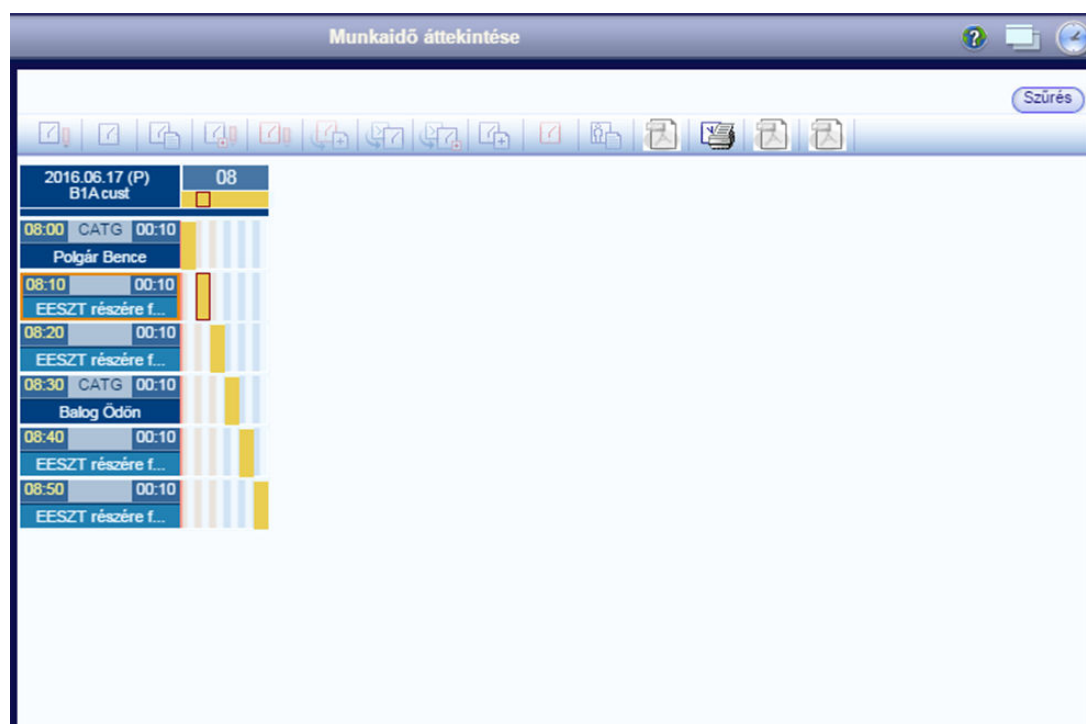 Munkaidő áttekintése
Szűrés
2016.06.17 (P) 08
B1A cust
08:00 CATG 00:10
Polgár Bence
08:10 00:10
EESZT részére f...
08:20 00:10
EESZT részére f...
08:30 CATG 00:10
Balog Ödön
08:40 00:10
EESZT részére f...
08:50 00:10
EESZT részére f...